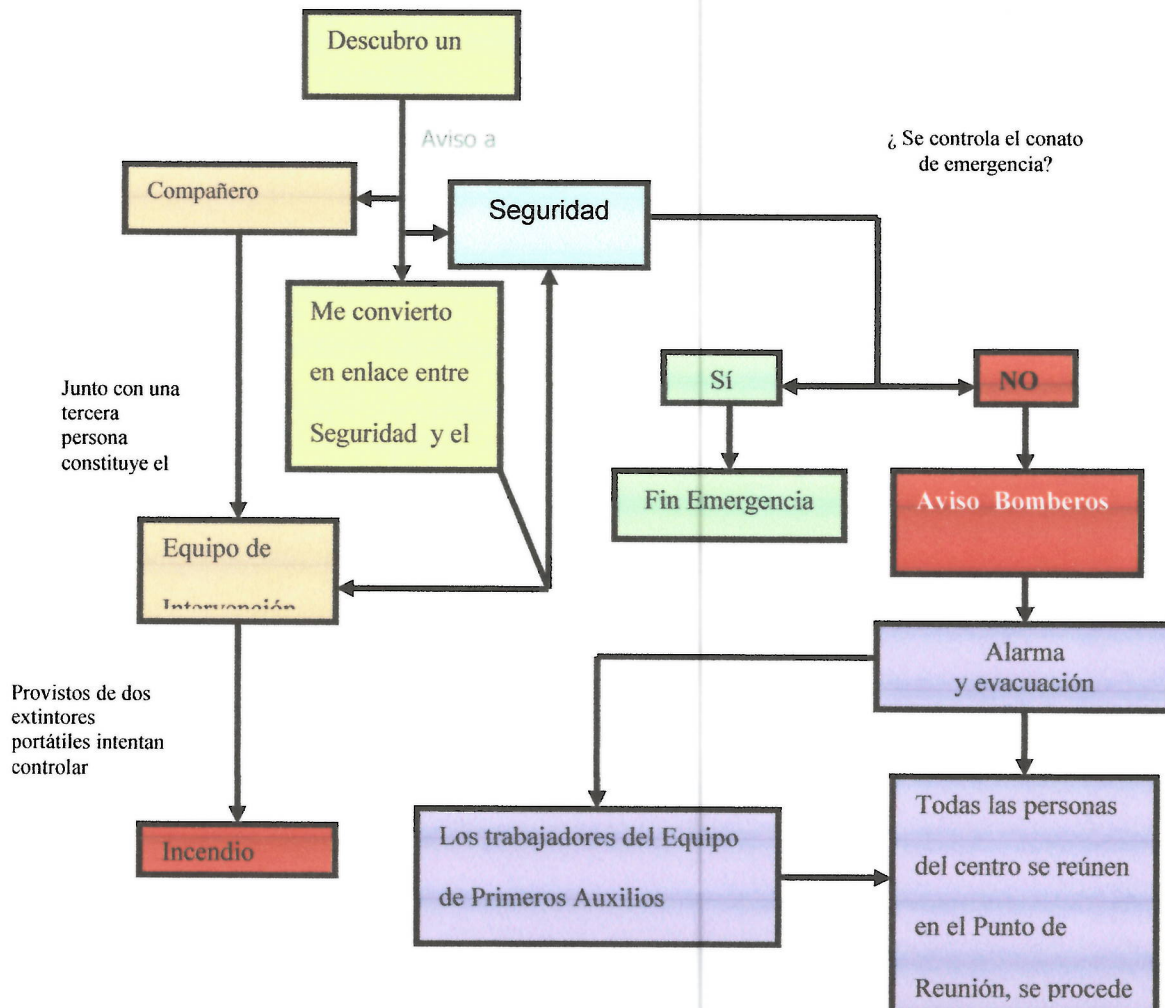 Descubro un
Aviso a
¿ Se controla el conato
de emergencia?
Compañero
Seguridad
Me convierto
en enlace entre
Seguridad y el
Junto con una
tercera
persona
constituye el
Sí
NO
Fin Emergencia
Aviso Bomberos
Equipo de
Intervención
Alarma
y evacuación
Provistos de dos
extintores
portátiles intentan
controlar
Incendio
Los trabajadores del Equipo
de Primeros Auxilios
Todas las personas
del centro se reúnen
en el Punto de
Reunión, se procede